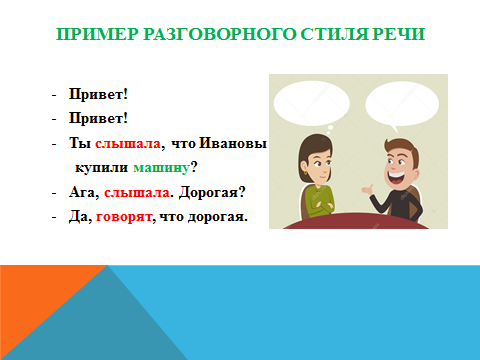 ПРИМЕР РАЗГОВОРНОГО СТИЛЯ РЕЧИ
- Привет!
- Привет!
- Ты слышала, что Ивановы
купили машину?
- Ага, слышала. Дорогая?
- Да, говорят, что дорогая.